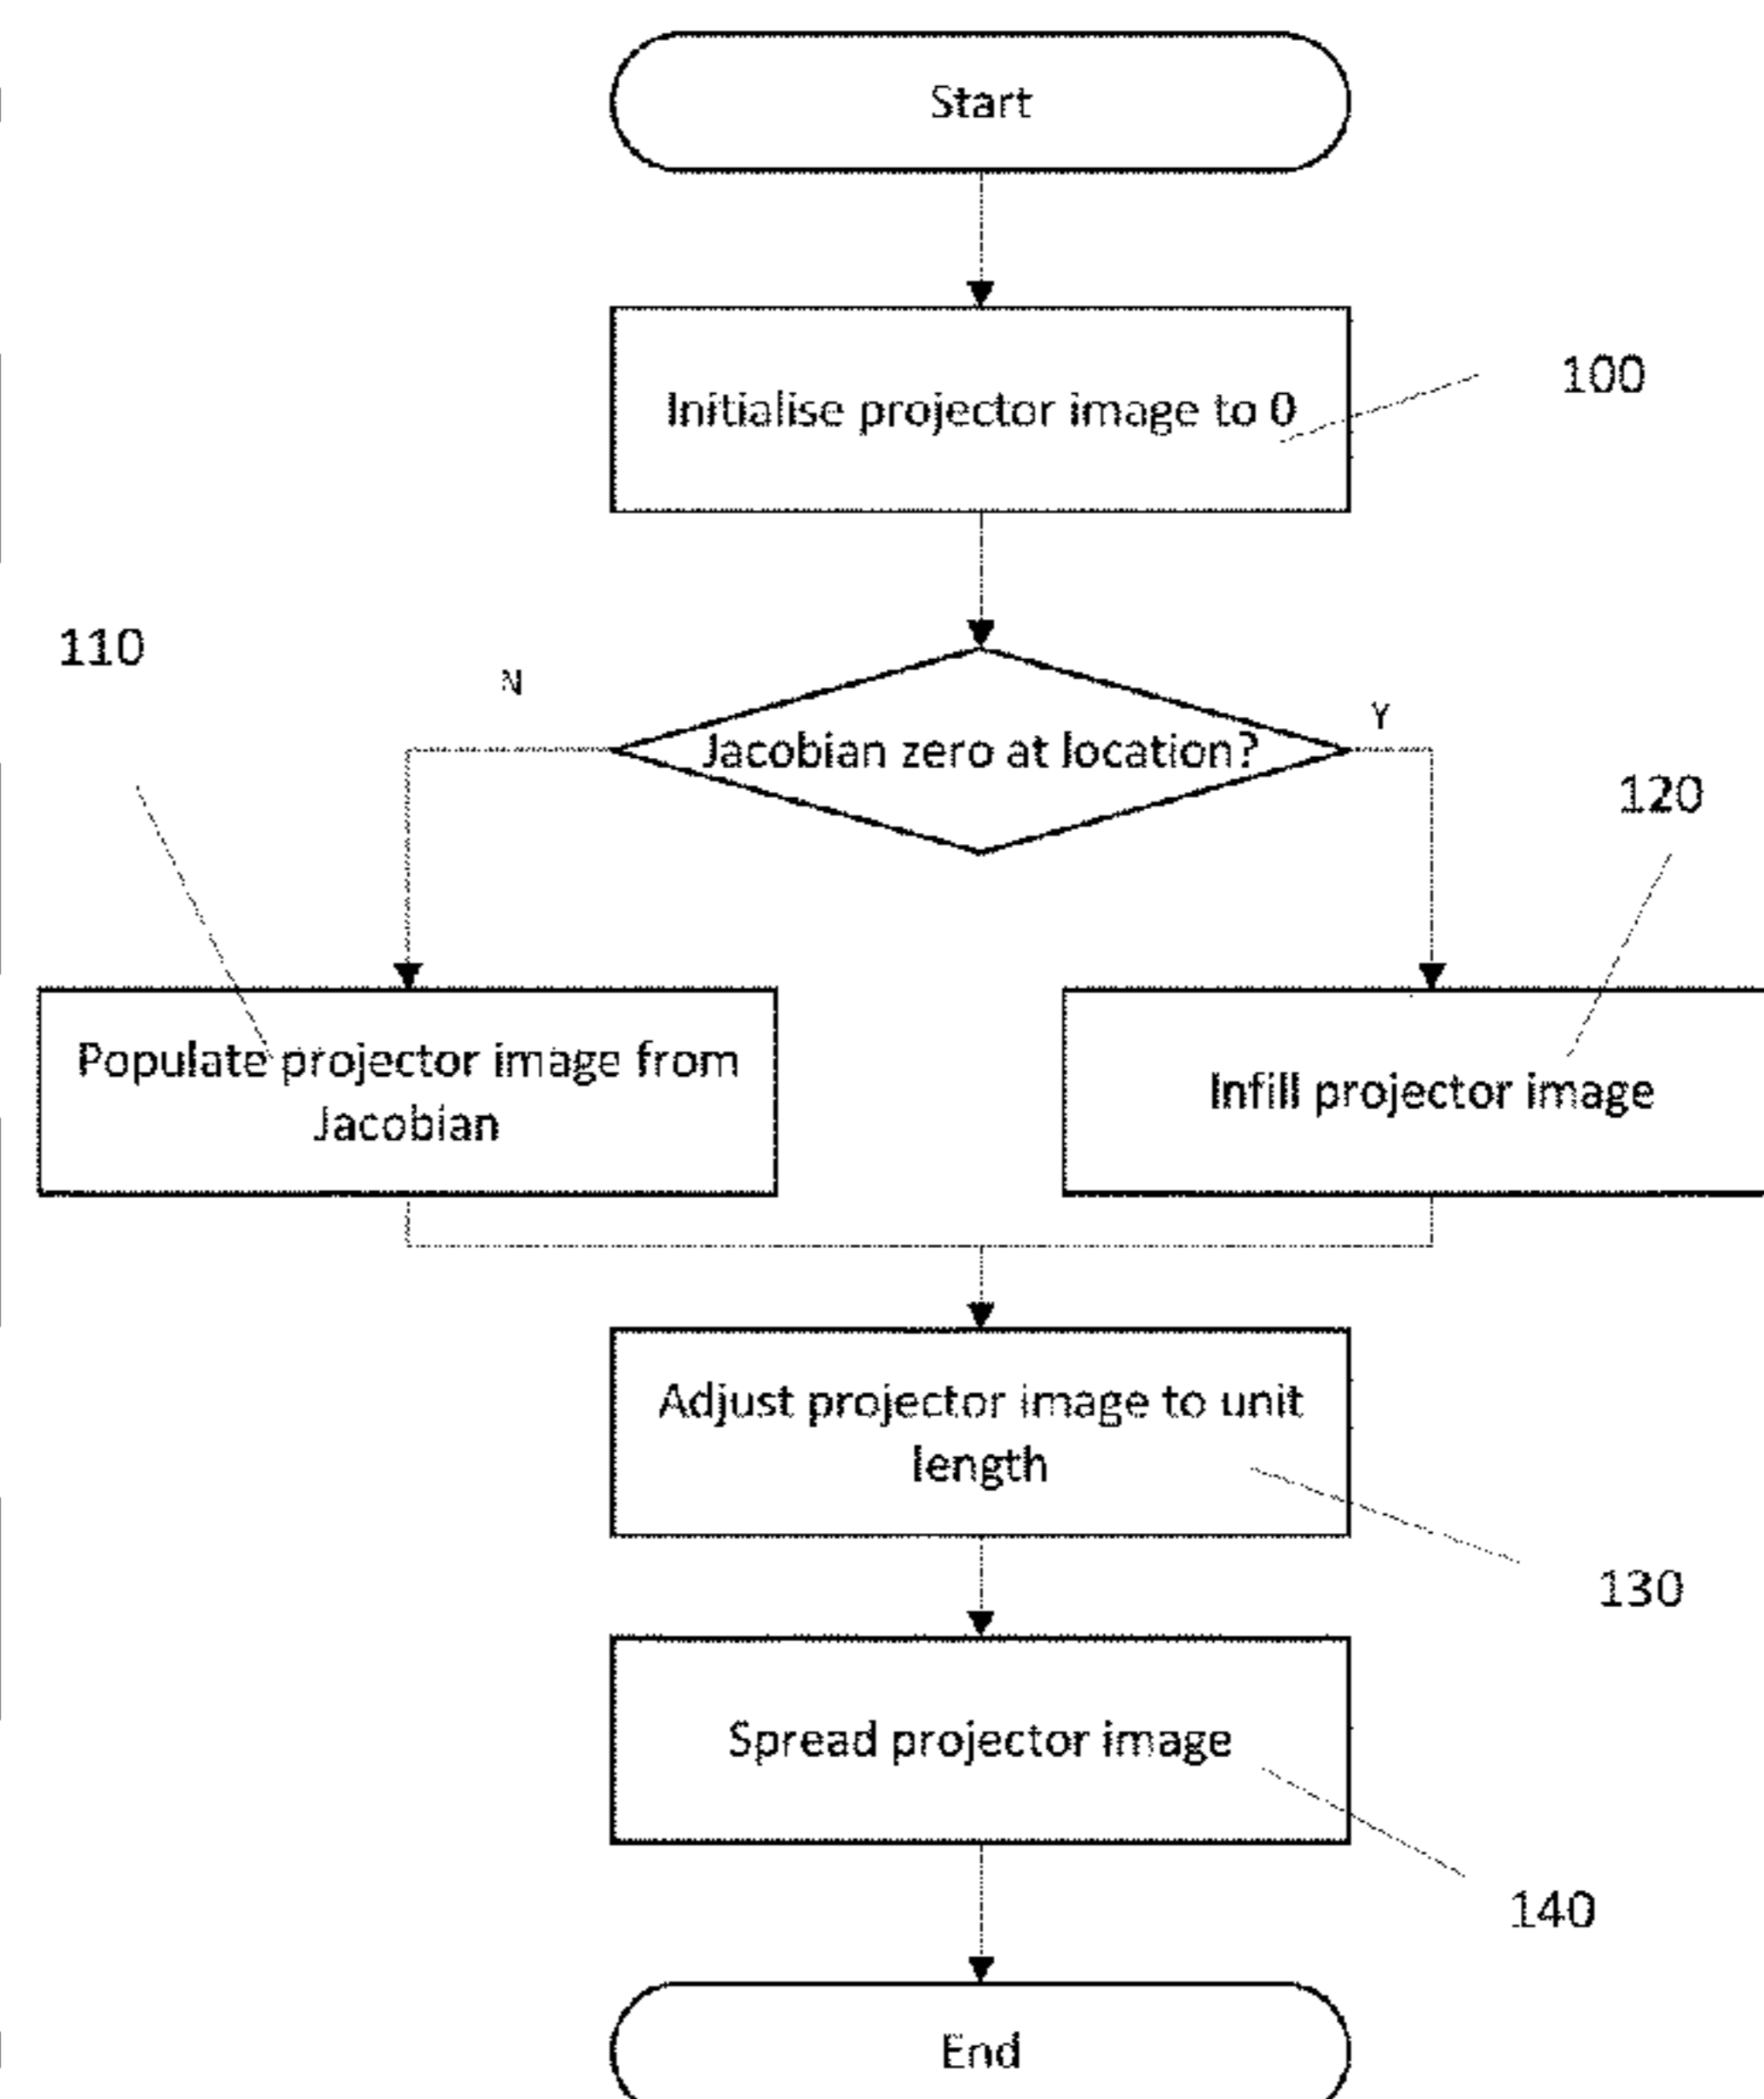 Start
Initialise projector image to 0
100
110
N
Jacobian zero at location?
Y
120
Populate projector image from
Jacobian
Infill projector image
Adjust projector image to unit
length
130
Spread projector image
140
End